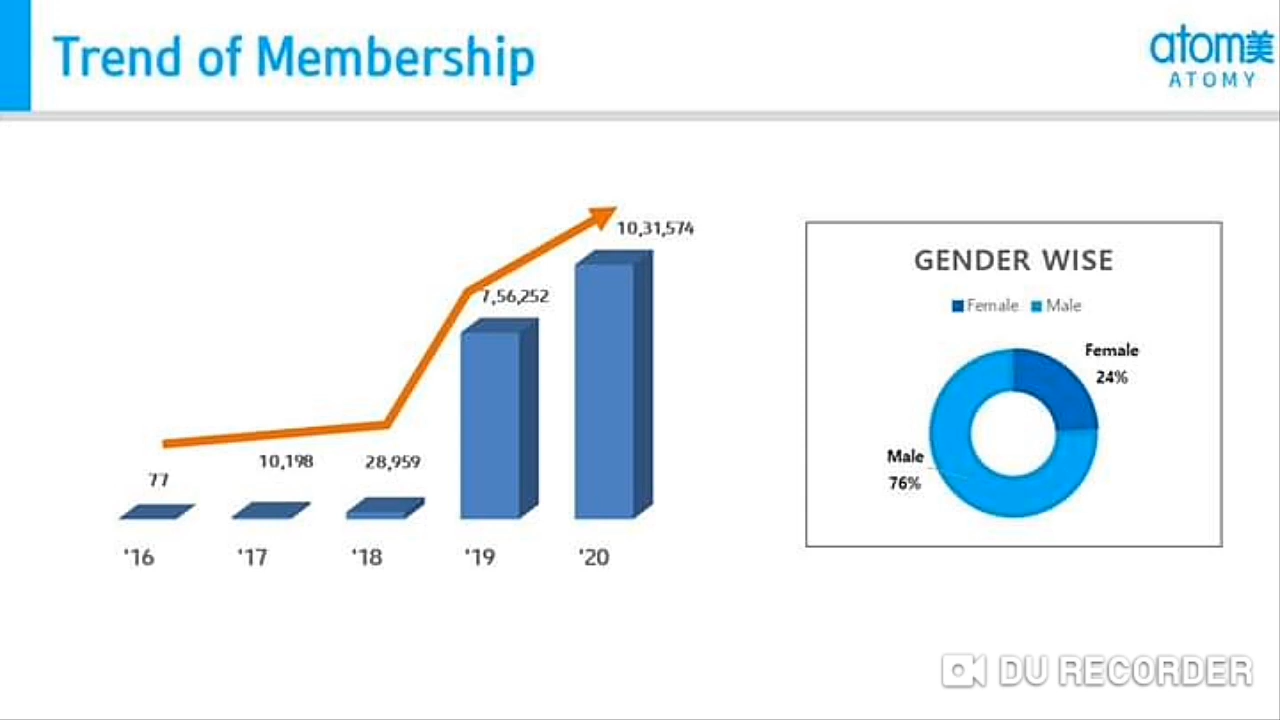 Trend of Membership
atom美
ATOMY
10,31,574
7,56,252
77
10,198
28,959
'16
'17
'18
'19
'20
GENDER WISE
Female
Male
Female
24%
Male
76%
DU RECORDER